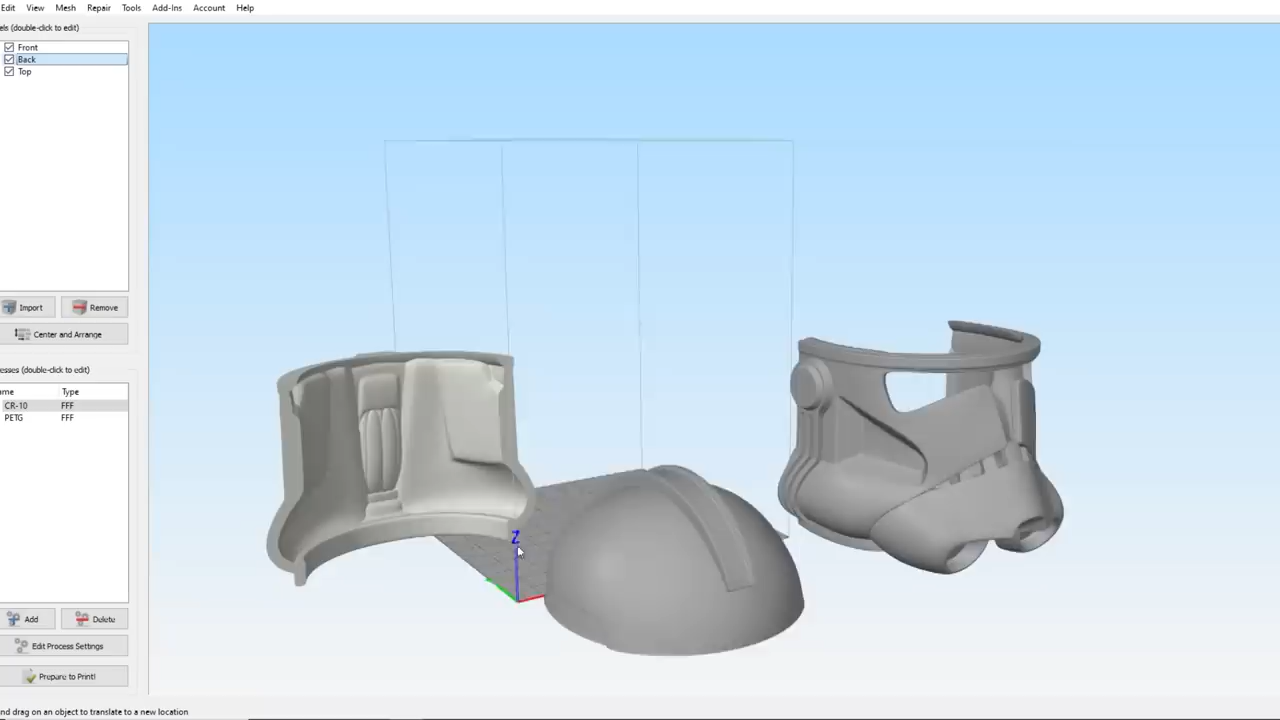 Edit View Mesh Repair Tools Add-Ins Account Help
els (double-click to edit)
Front
Back
Top
Import Remove
Center and Arrange
esses (double-click to edit)
me Type
CR-10 FFF
PETG FFF
Add Delete
Edit Process Settings
Prepare to Print!
nd drag on an object to translate to a new location
Z